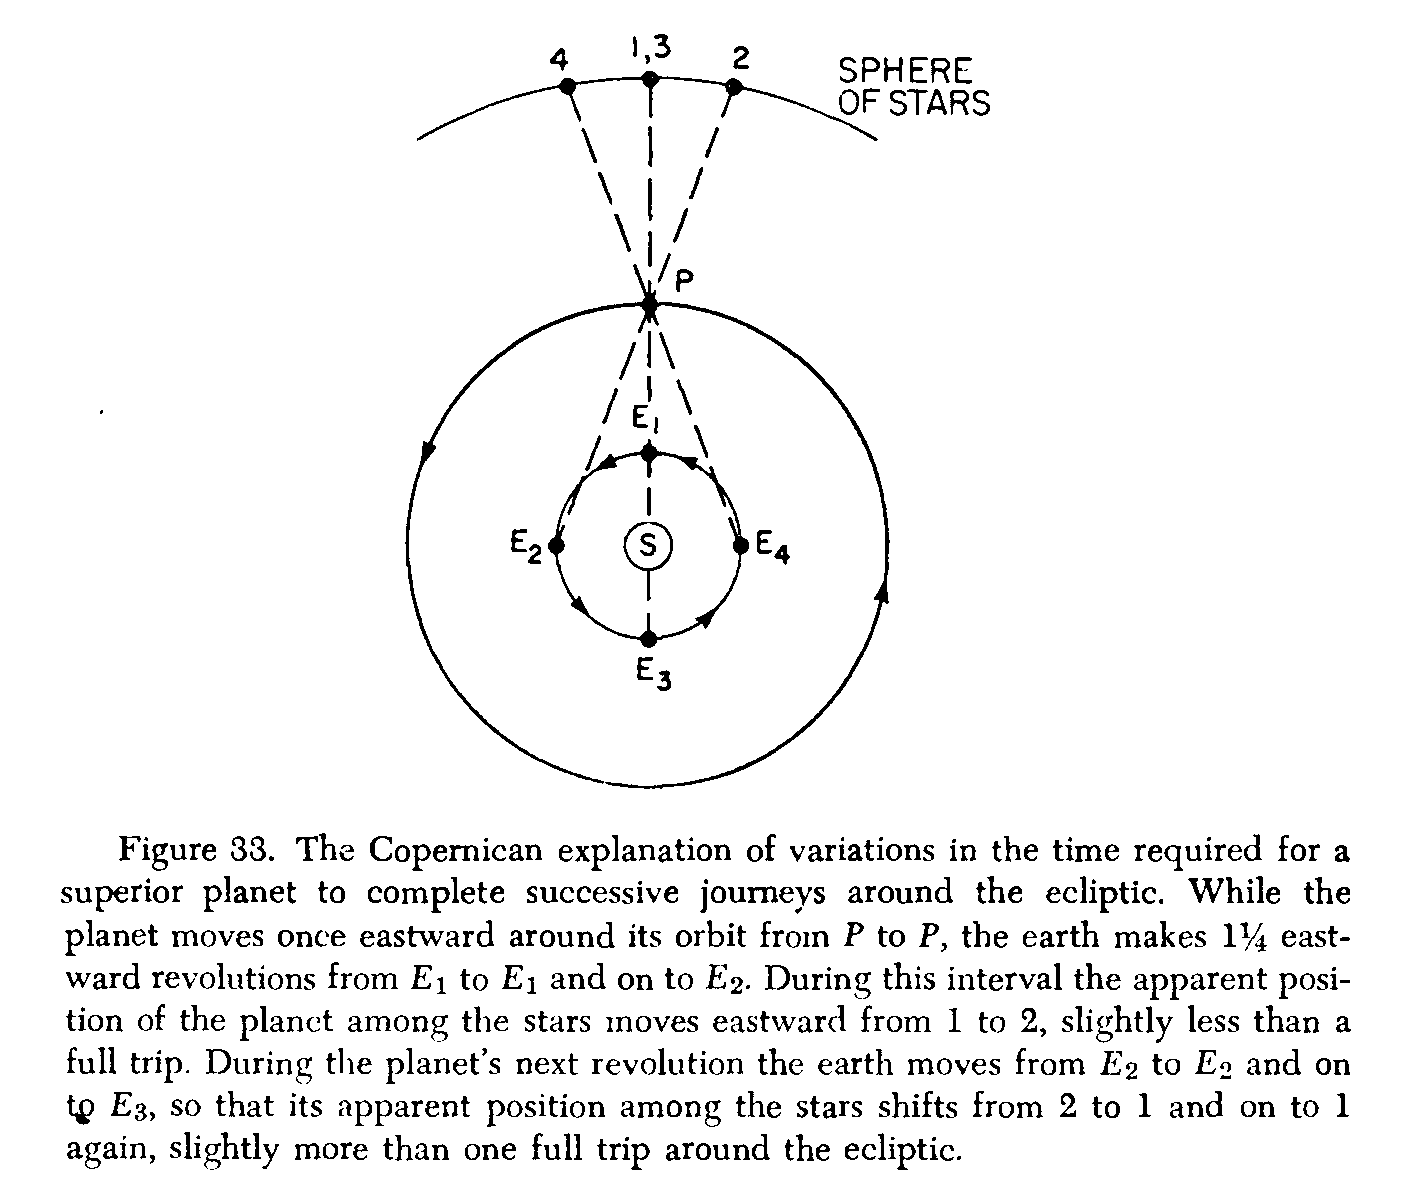 4
1,3
2
SPHERE
OF STARS
P
E1
E2
S
E4
E3
Figure 33. The Copernican explanation of variations in the time required for a
superior planet to complete successive journeys around the ecliptic. While the
planet moves once eastward around its orbit from P to P, the earth makes 1¼ east-
ward revolutions from E1 to E1 and on to E2. During this interval the apparent posi-
tion of the planet among the stars moves eastward from 1 to 2, slightly less than a
full trip. During the planet's next revolution the earth moves from E2 to E2 and on
to E3, so that its apparent position among the stars shifts from 2 to 1 and on to 1
again, slightly more than one full trip around the ecliptic.